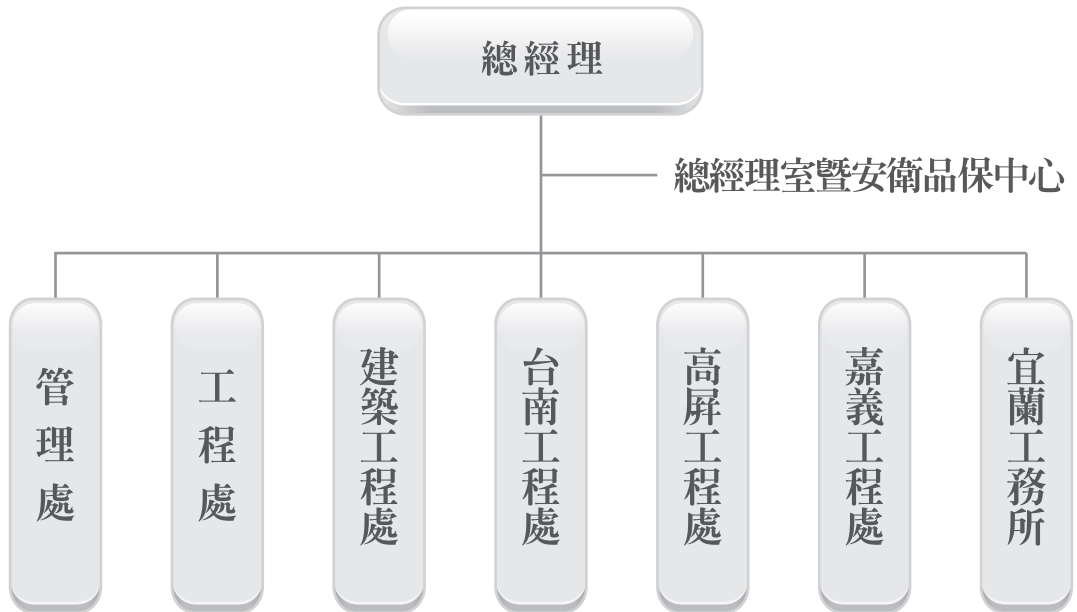 總經理
總經理室暨安衛品保中心
管理處
工程處
建築工程處
台南工程處
高屏工程處
嘉義工程處
宜蘭工務所